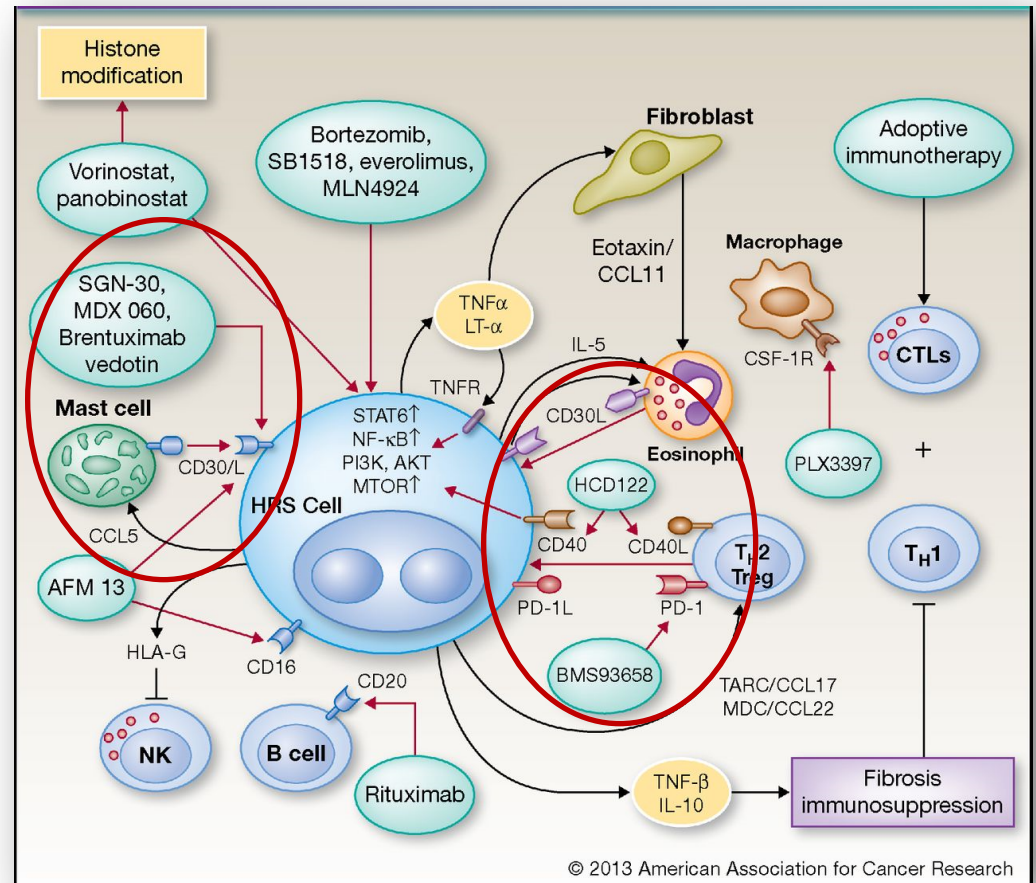 Histone
modification
Vorinostat,
panobinostat
Bortezomib,
SB1518, everolimus,
MLN4924
Fibroblast
Adoptive
immunotherapy
SGN-30,
MDX 060,
Brentuximab
vedotin
Eotaxin/
CCL11
Macrophage
TNFα
LT-α
IL-5
CSF-1R
CTLs
TNFR
CD30L
Mast cell
STAT6↑
NF-κB↑
PI3K, AKT
MTOR↑
Eosinophil
PLX3397
+
CD30/L
HRS Cell
HCD122
CCL5
CD40
CD40L
TH2
Treg
TH1
AFM 13
PD-1L
PD-1
HLA-G
CD16
BMS93658
CD20
TARC/CCL17
MDC/CCL22
NK
B cell
Rituximab
TNF-β
IL-10
Fibrosis
immunosuppression
© 2013 American Association for Cancer Research